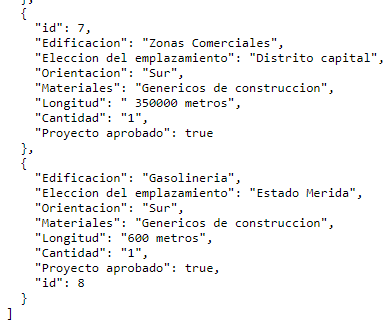 },
{
"id": 7,
"Edificacion": "Zonas Comerciales",
"Eleccion del emplazamiento": "Distrito capital",
"Orientacion": "Sur",
"Materiales": "Genericos de construccion",
"Longitud": " 350000 metros",
"Cantidad": "1",
"Proyecto aprobado": true
},
{
"Edificacion": "Gasolineria",
"Eleccion del emplazamiento": "Estado Merida",
"Orientacion": "Sur",
"Materiales": "Genericos de construccion",
"Longitud": "600 metros",
"Cantidad": "1",
"Proyecto aprobado": true,
"id": 8
}
]